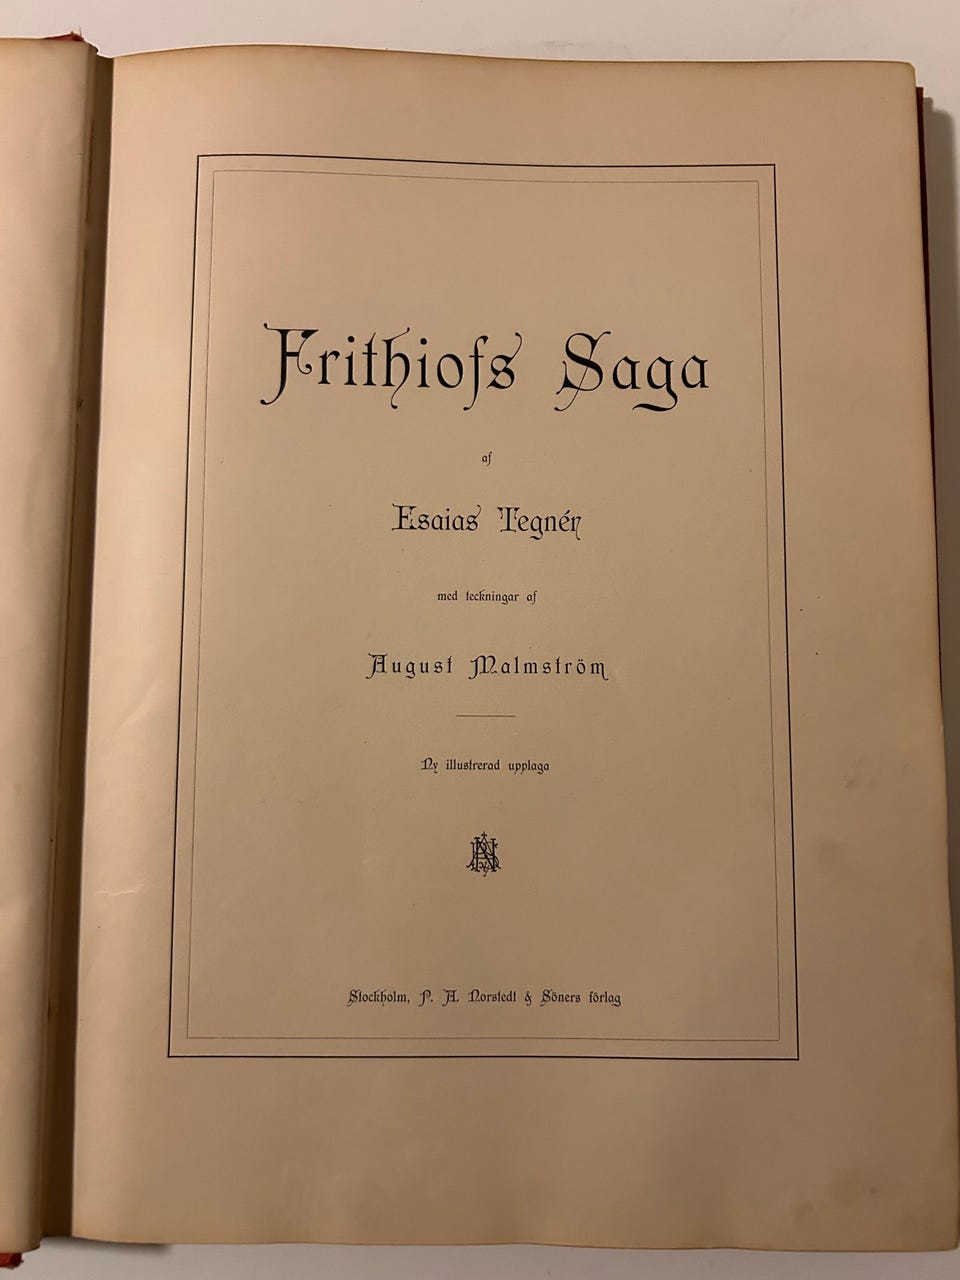 Frithiofs Saga
af
Esaias Tegnér
med teckningar af
August Malmström
Ny illustrerad upplaga
Stockholm, P. A. Norstedt & Söners förlag